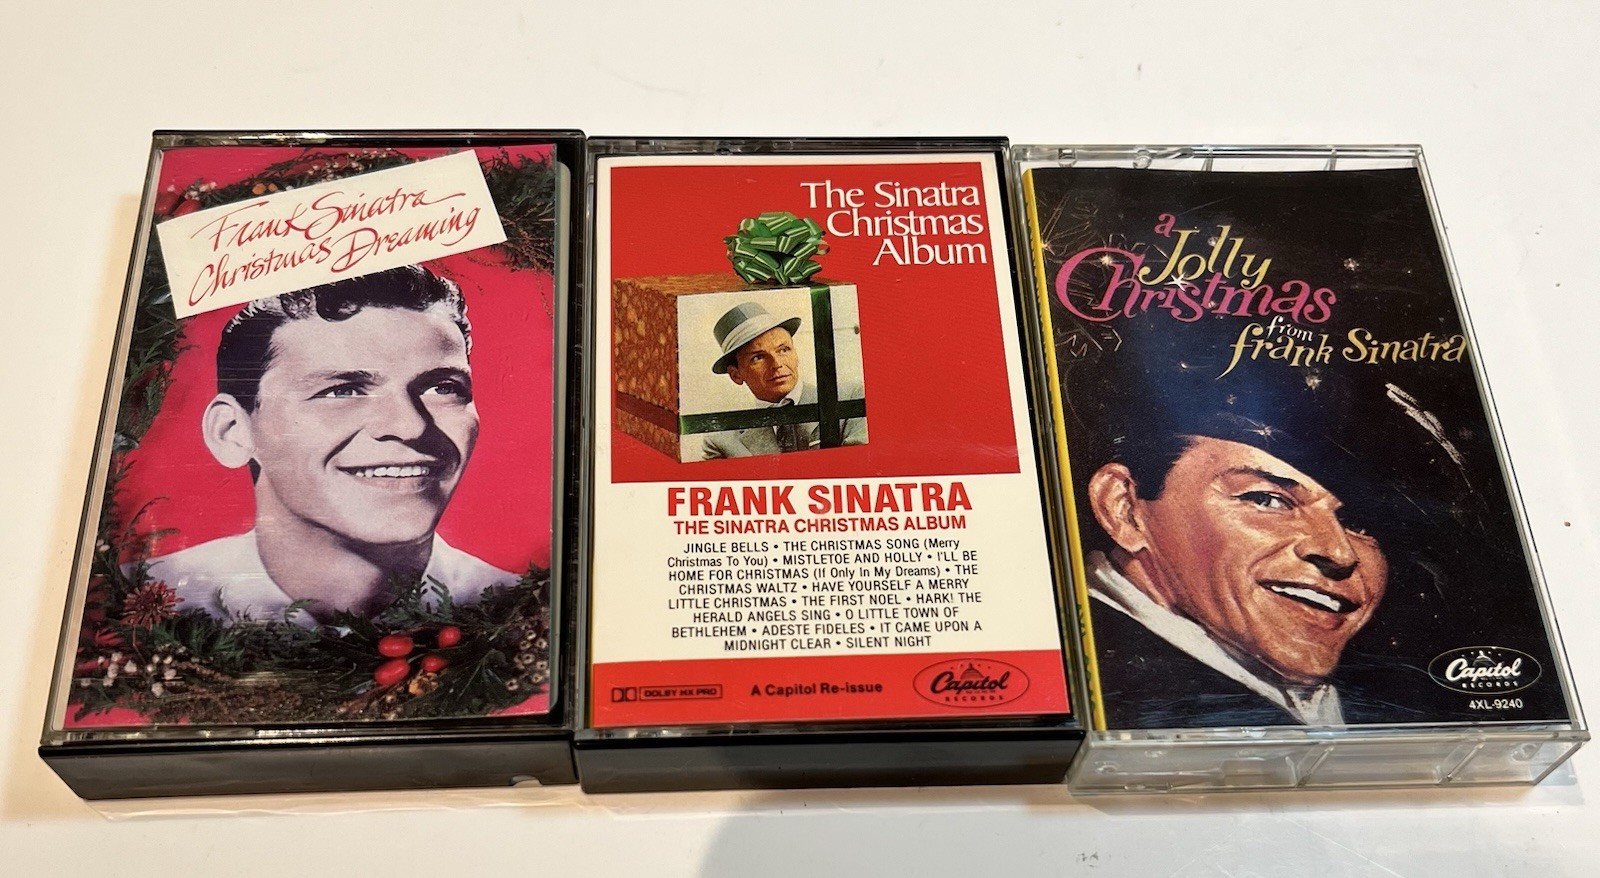 Frank Sinatra
Christmas Dreaming
The Sinatra
Christmas
Album
FRANK SINATRA
THE SINATRA CHRISTMAS ALBUM
JINGLE BELLS • THE CHRISTMAS SONG (Merry
Christmas To You) • MISTLETOE AND HOLLY • I'LL BE
HOME FOR CHRISTMAS (If Only In My Dreams) • THE
CHRISTMAS WALTZ • HAVE YOURSELF A MERRY
LITTLE CHRISTMAS • THE FIRST NOEL • HARK! THE
HERALD ANGELS SING • O LITTLE TOWN OF
BETHLEHEM • ADESTE FIDELES • IT CAME UPON A
MIDNIGHT CLEAR • SILENT NIGHT
DOLBY HX PRO
A Capitol Re-issue
Capitol
RECORDS
a
Jolly
Christmas
from
frank Sinatra
Capitol
RECORDS
4XL-9240